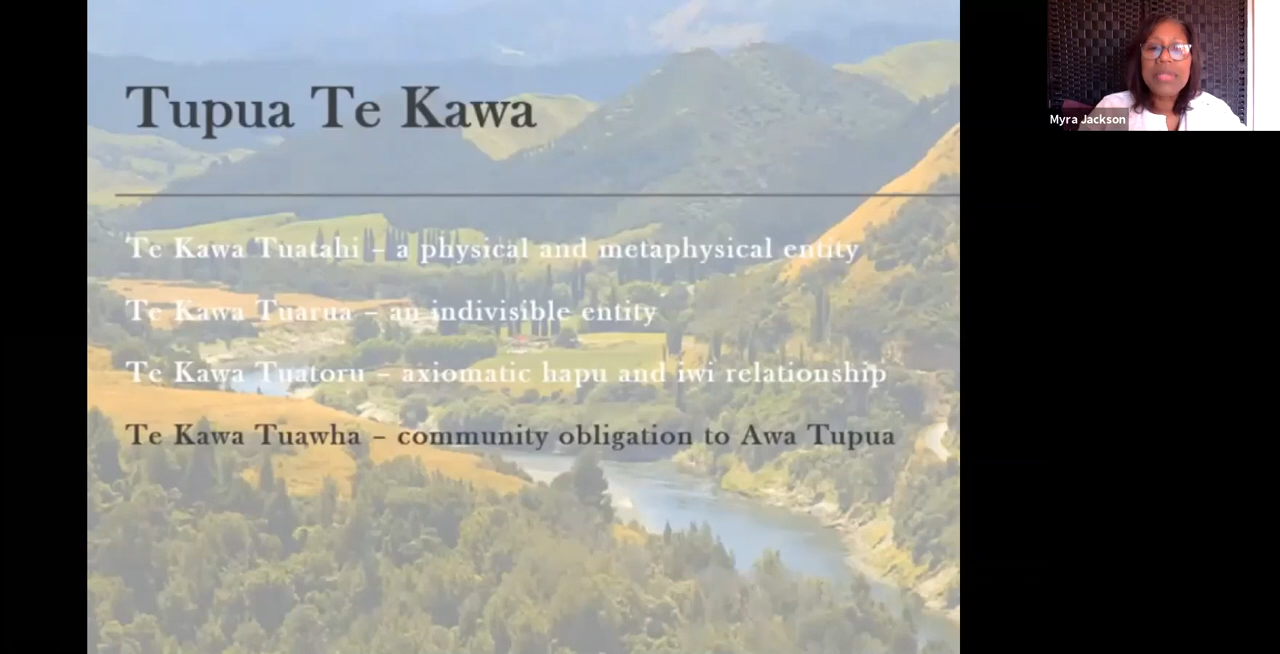 Tupua Te Kawa
Te Kawa Tuatahi – a physical and metaphysical entity
Te Kawa Tuarua – an indivisible entity
Te Kawa Tuatoru – axiomatic hapu and iwi relationship
Te Kawa Tuawha – community obligation to Awa Tupua
Myra Jackson